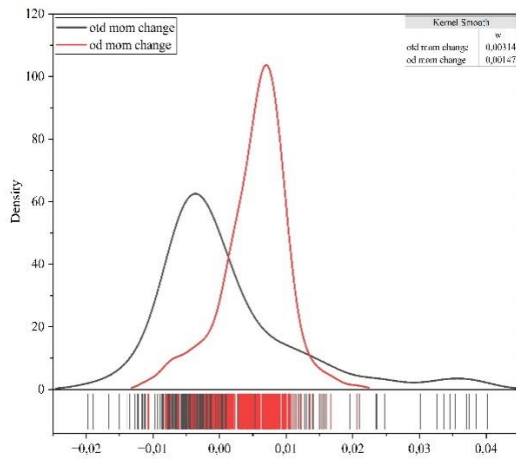 120
100
80
60
40
20
0
Density
otd mom change
od mom change
Kernel Smooth
w
otd mom change 0,00314
od mom change 0,00147
-0,02 -0,01 0,00 0,01 0,02 0,03 0,04